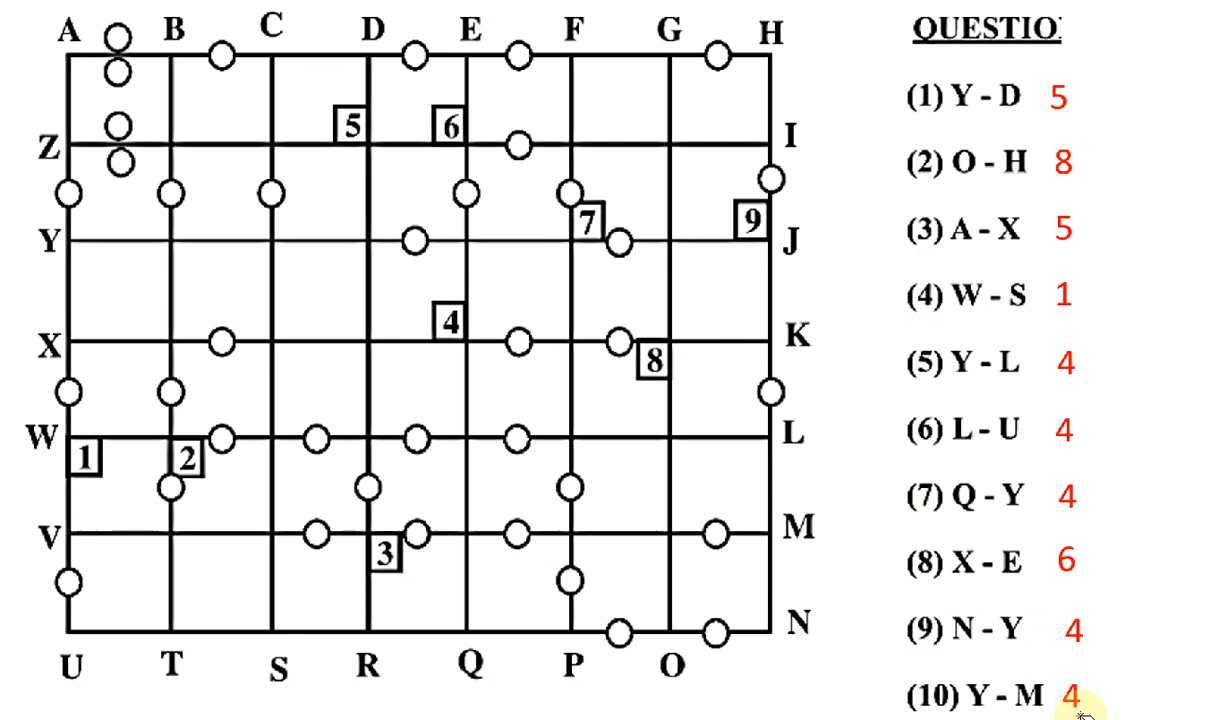 A B C D E F G H
Z 5 6 I
Y 7 9 J
X 4 8 K
W 1 2 L
V 3 M
N
U T S R Q P O
QUESTIO
(1) Y - D 5
(2) O - H 8
(3) A - X 5
(4) W - S 1
(5) Y - L 4
(6) L - U 4
(7) Q - Y 4
(8) X - E 6
(9) N - Y 4
(10) Y - M 4